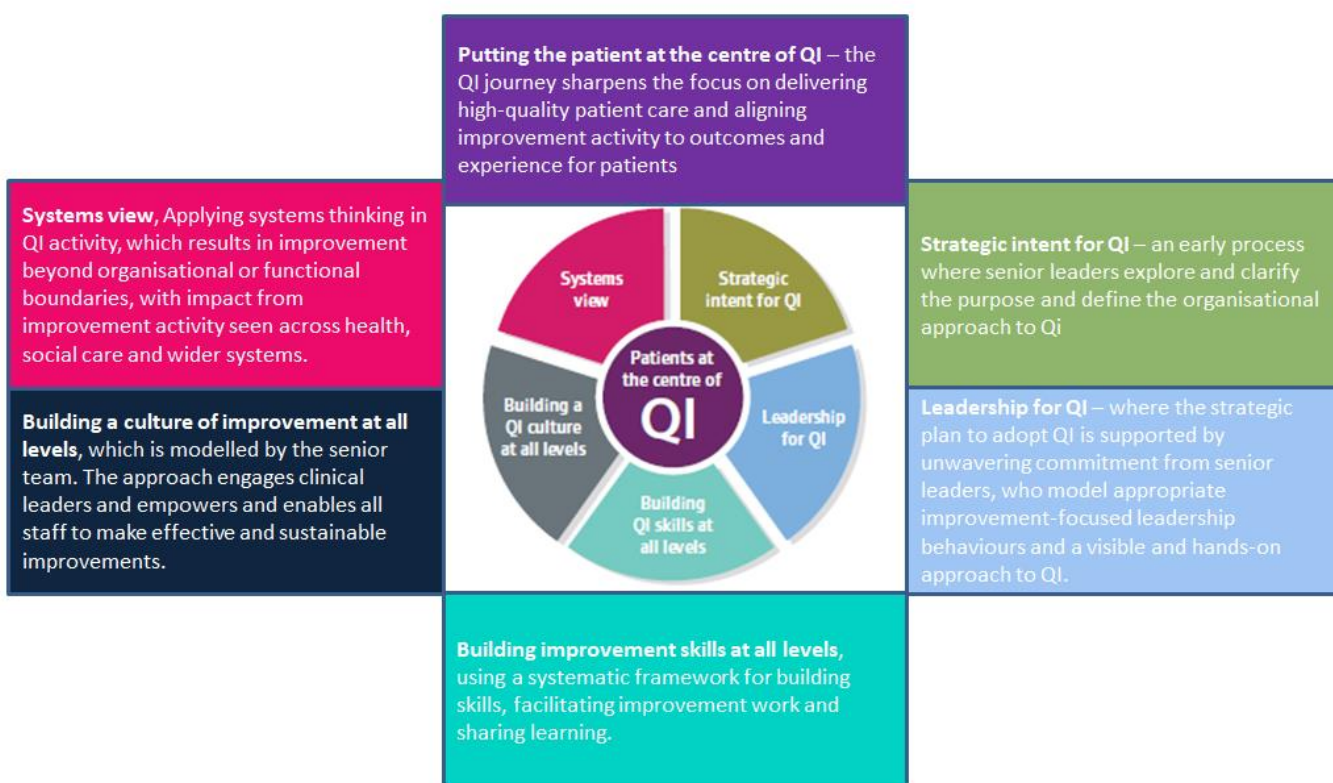 Putting the patient at the centre of QI – the
QI journey sharpens the focus on delivering
high-quality patient care and aligning
improvement activity to outcomes and
experience for patients
Systems view, Applying systems thinking in
QI activity, which results in improvement
beyond organisational or functional
boundaries, with impact from
improvement activity seen across health,
social care and wider systems.
Systems
view
Strategic
intent for QI
Patients at
the centre of
QI
Building a
QI culture
at all levels
Leadership
for QI
Building
QI skills at
all levels
Strategic intent for QI – an early process
where senior leaders explore and clarify
the purpose and define the organisational
approach to Qi
Building a culture of improvement at all
levels, which is modelled by the senior
team. The approach engages clinical
leaders and empowers and enables all
staff to make effective and sustainable
improvements.
Leadership for QI – where the strategic
plan to adopt QI is supported by
unwavering commitment from senior
leaders, who model appropriate
improvement-focused leadership
behaviours and a visible and hands-on
approach to QI.
Building improvement skills at all levels,
using a systematic framework for building
skills, facilitating improvement work and
sharing learning.